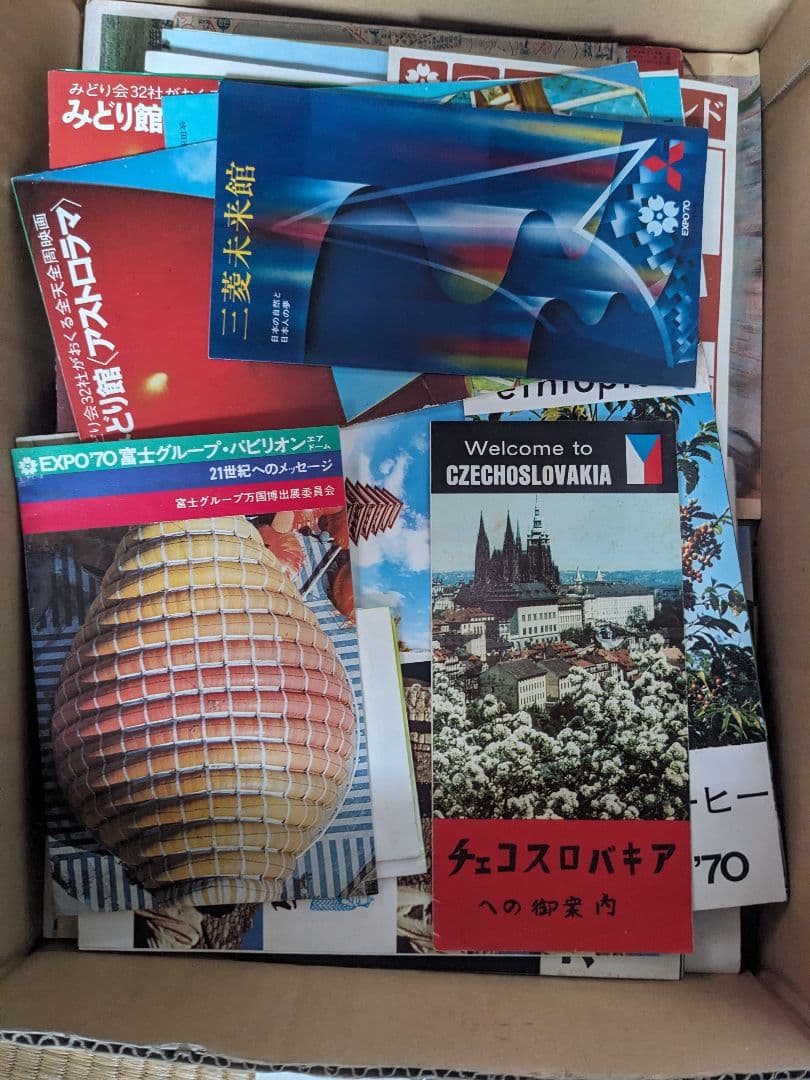 みどり会32社がおく
みどり館
ンド
三菱未来館
日本の自然と
日本人の夢
EXPO'70
り会32社がおくる全天全周映画
どり館〈アストロラマ〉
EXPO'70富士グループ・パビリオン エア
ドーム
21世紀へのメッセージ
富士グループ万国博出展委員会
Welcome to
CZECHOSLOVAKIA
チェコスロバキア
への御案内
ーヒー
'70